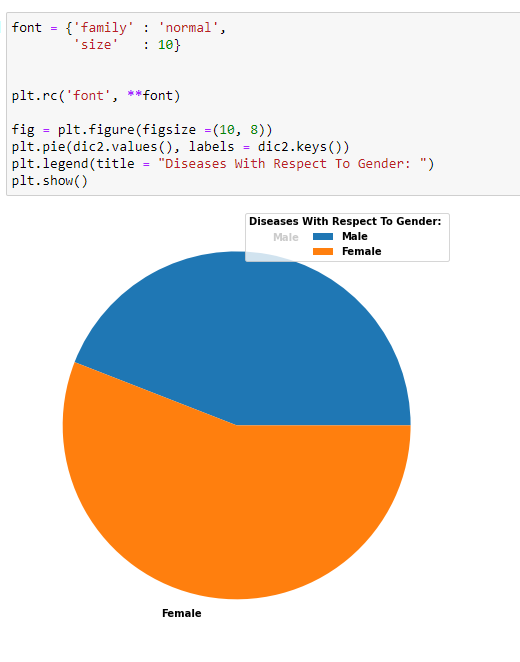 font = {'family' : 'normal',
        'size'   : 10}
plt.rc('font', **font)
fig = plt.figure(figsize =(10, 8))
plt.pie(dic2.values(), labels = dic2.keys())
plt.legend(title = "Diseases With Respect To Gender: ")
plt.show()
Diseases With Respect To Gender:
Male Male
Female
Female